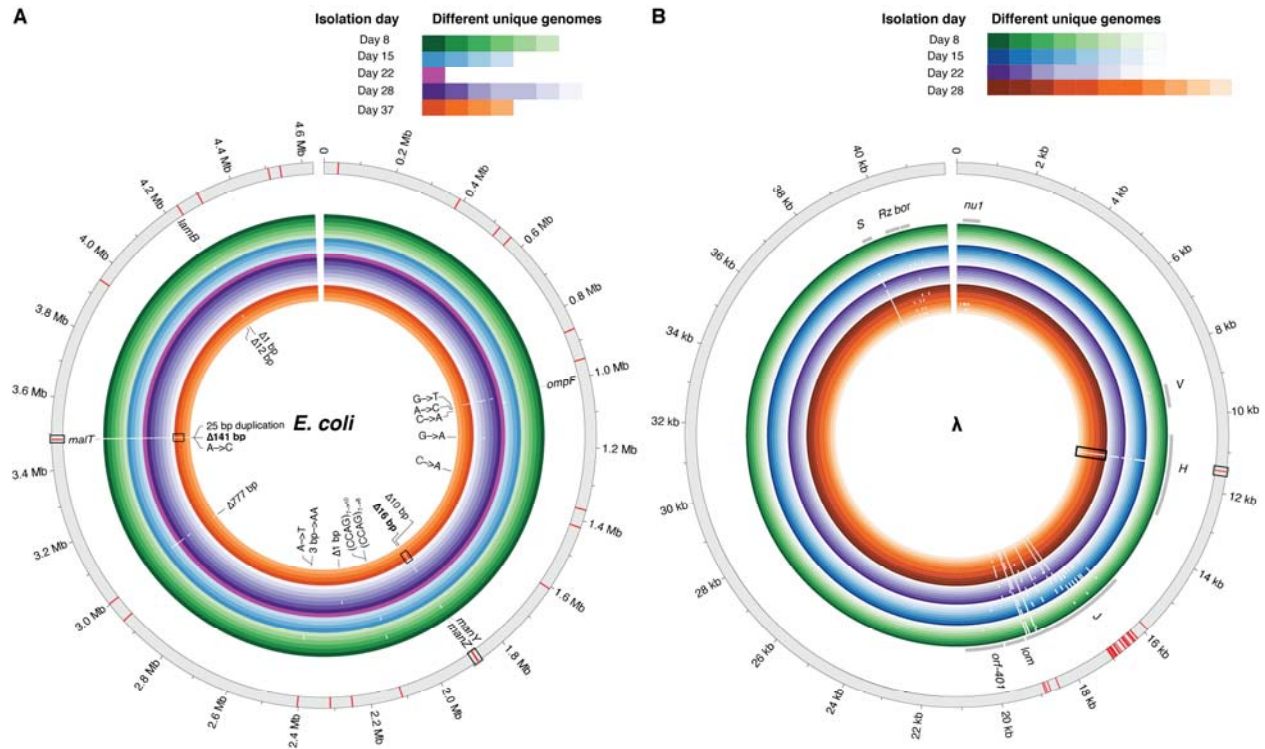 A
Isolation day Different unique genomes
Day 8
Day 15
Day 22
Day 28
Day 37
0
0.2 Mb
0.4 Mb
0.6 Mb
0.8 Mb
1.0 Mb
1.2 Mb
1.4 Mb
1.6 Mb
1.8 Mb
2.0 Mb
2.2 Mb
2.4 Mb
2.6 Mb
2.8 Mb
3.0 Mb
3.2 Mb
3.4 Mb
3.6 Mb
3.8 Mb
4.0 Mb
4.2 Mb
4.4 Mb
4.6 Mb
lamB
ompF
malT
manY
manZ
Δ1 bp
Δ12 bp
E. coli
G->T
A->C
C->A
G->A
C->A
25 bp duplication
Δ141 bp
A->C
Δ777 bp
A->T
3 bp->AA
Δ1 bp
Δ10 bp
Δ16 bp
B
Isolation day Different unique genomes
Day 8
Day 15
Day 22
Day 28
0
2 kb
4 kb
6 kb
8 kb
10 kb
12 kb
14 kb
16 kb
18 kb
20 kb
22 kb
24 kb
26 kb
28 kb
30 kb
32 kb
34 kb
36 kb
38 kb
40 kb
S
Rz bor
nu1
V
H
J
lom
orf-401
λ